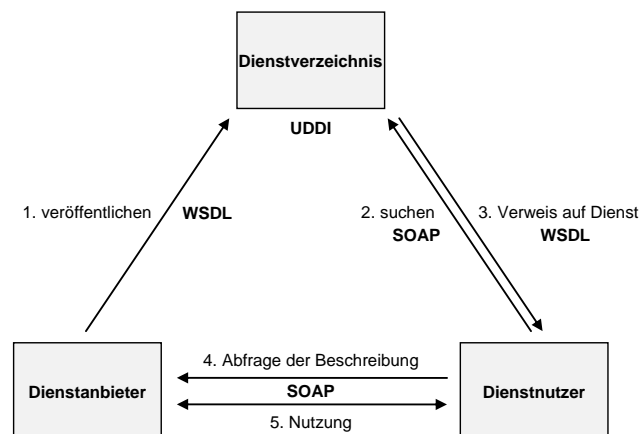 Dienstverzeichnis
UDDI
1. veröffentlichen
WSDL
2. suchen
SOAP
3. Verweis auf Dienst
WSDL
Dienstanbieter
4. Abfrage der Beschreibung
SOAP
5. Nutzung
Dienstnutzer